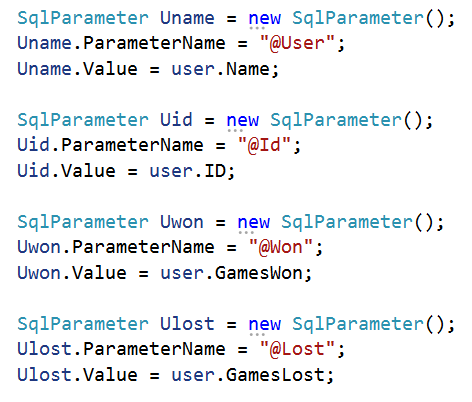 SqlParameter Uname = new SqlParameter();
Uname.ParameterName = "@User";
Uname.Value = user.Name;
SqlParameter Uid = new SqlParameter();
Uid.ParameterName = "@Id";
Uid.Value = user.ID;
SqlParameter Uwon = new SqlParameter();
Uwon.ParameterName = "@Won";
Uwon.Value = user.GamesWon;
SqlParameter Ulost = new SqlParameter();
Ulost.ParameterName = "@Lost";
Ulost.Value = user.GamesLost;